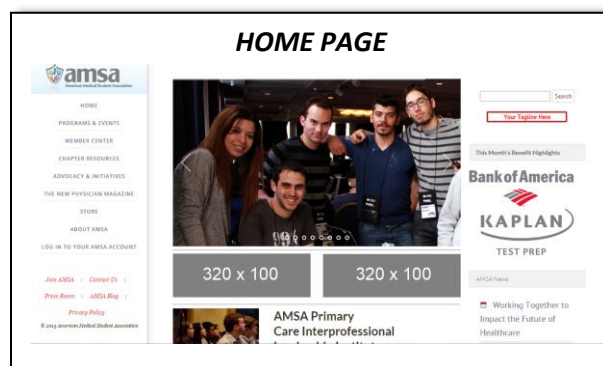 HOME PAGE
amsa
American Medical Student Association
HOME
PROGRAMS & EVENTS
MEMBER CENTER
CHAPTER RESOURCES
ADVOCACY & INITIATIVES
THE NEW PHYSICIAN MAGAZINE
STORE
ABOUT AMSA
LOG IN TO YOUR AMSA ACCOUNT
Join AMSA | Contact Us |
Press Room | AMSA Blog |
Privacy Policy
© 2015 American Medical Student Association
320 x 100
320 x 100
AMSA Primary
Care Interprofessional
Search
Your Tagline Here
This Month's Benefit Highlights
Bank of America
KAPLAN
TEST PREP
AMSA News
Working Together to
Impact the Future of
Healthcare